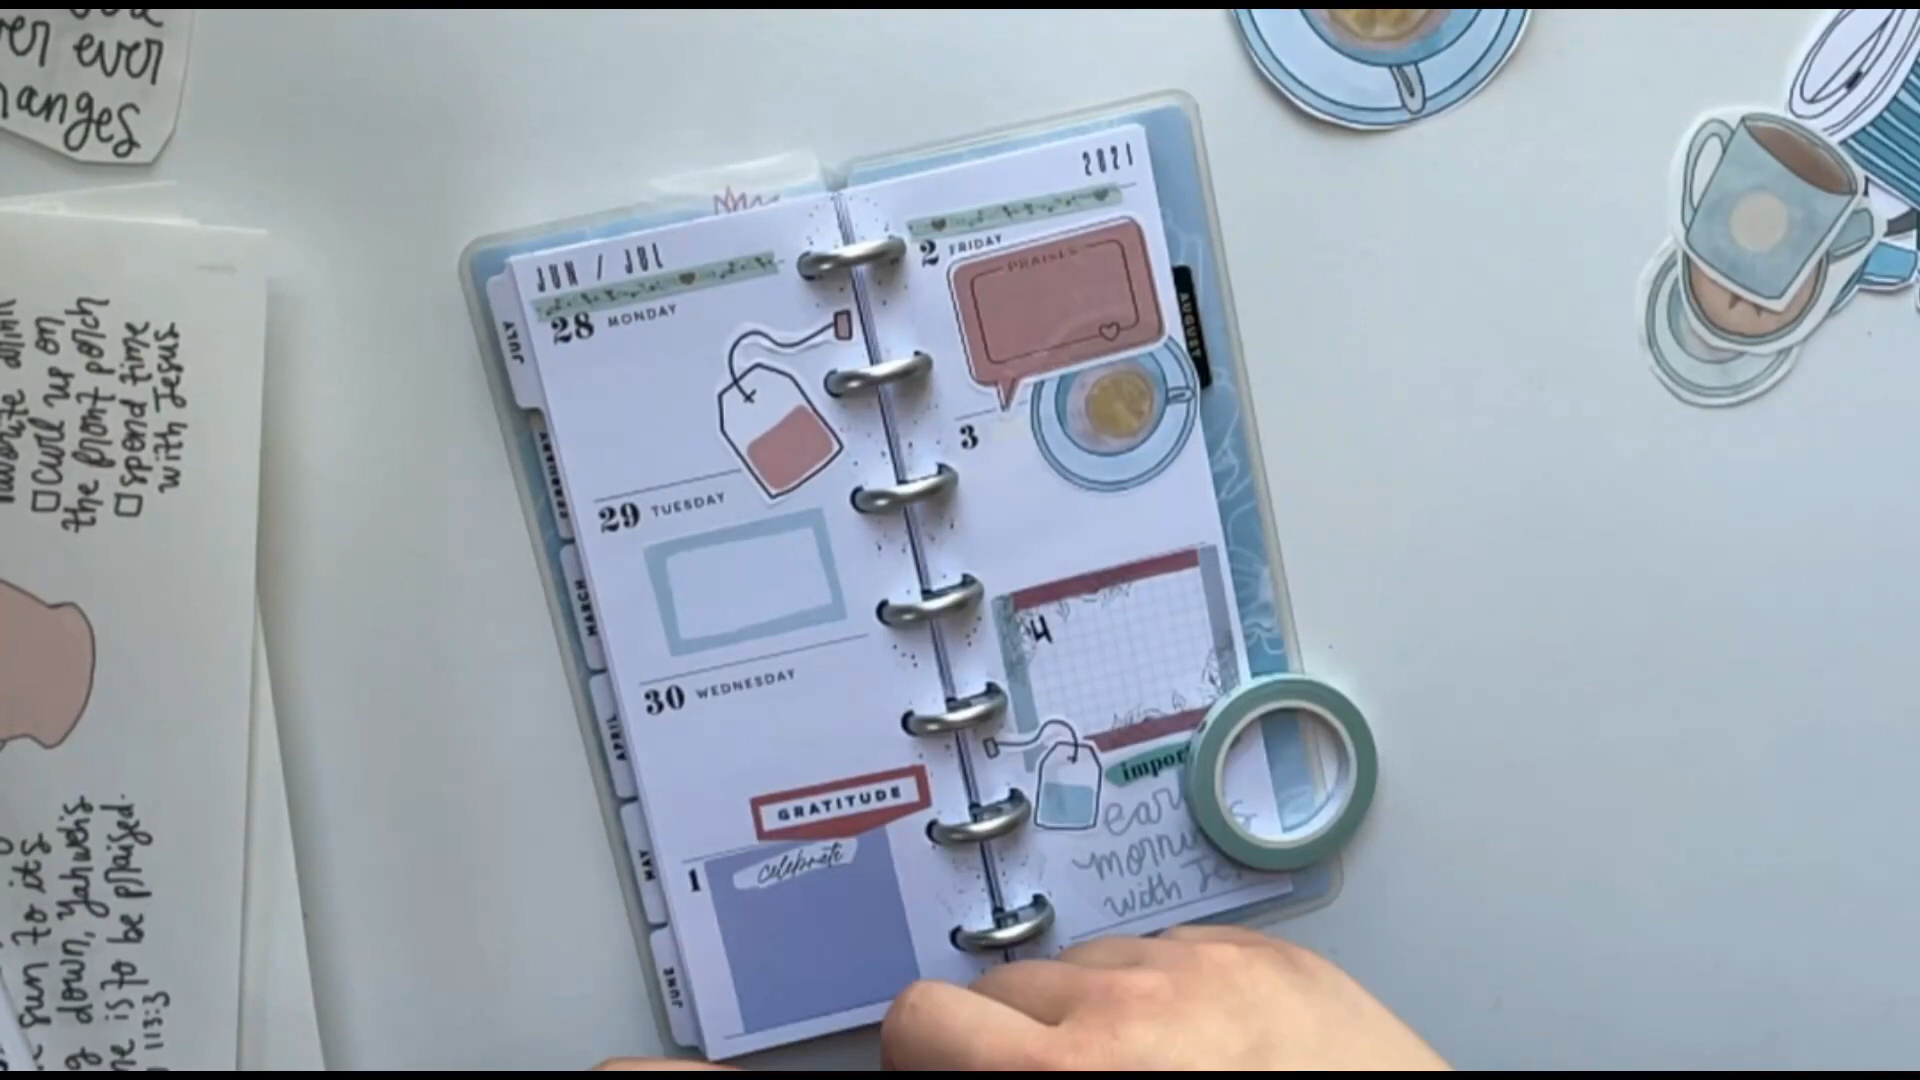 er ever
hanges
curl up on
the front porch
spend time
with Jesus
sun to its
down, yahweh's
me is to be praised.
113:3
JUN / JUL
28 MONDAY
29 TUESDAY
30 WEDNESDAY
GRATITUDE
1
celebrate
JULY
FEBRUARY
MARCH
APRIL
MAY
JUNE
2021
2 FRIDAY
PRAISES
3
4
morning
with
AUGUST